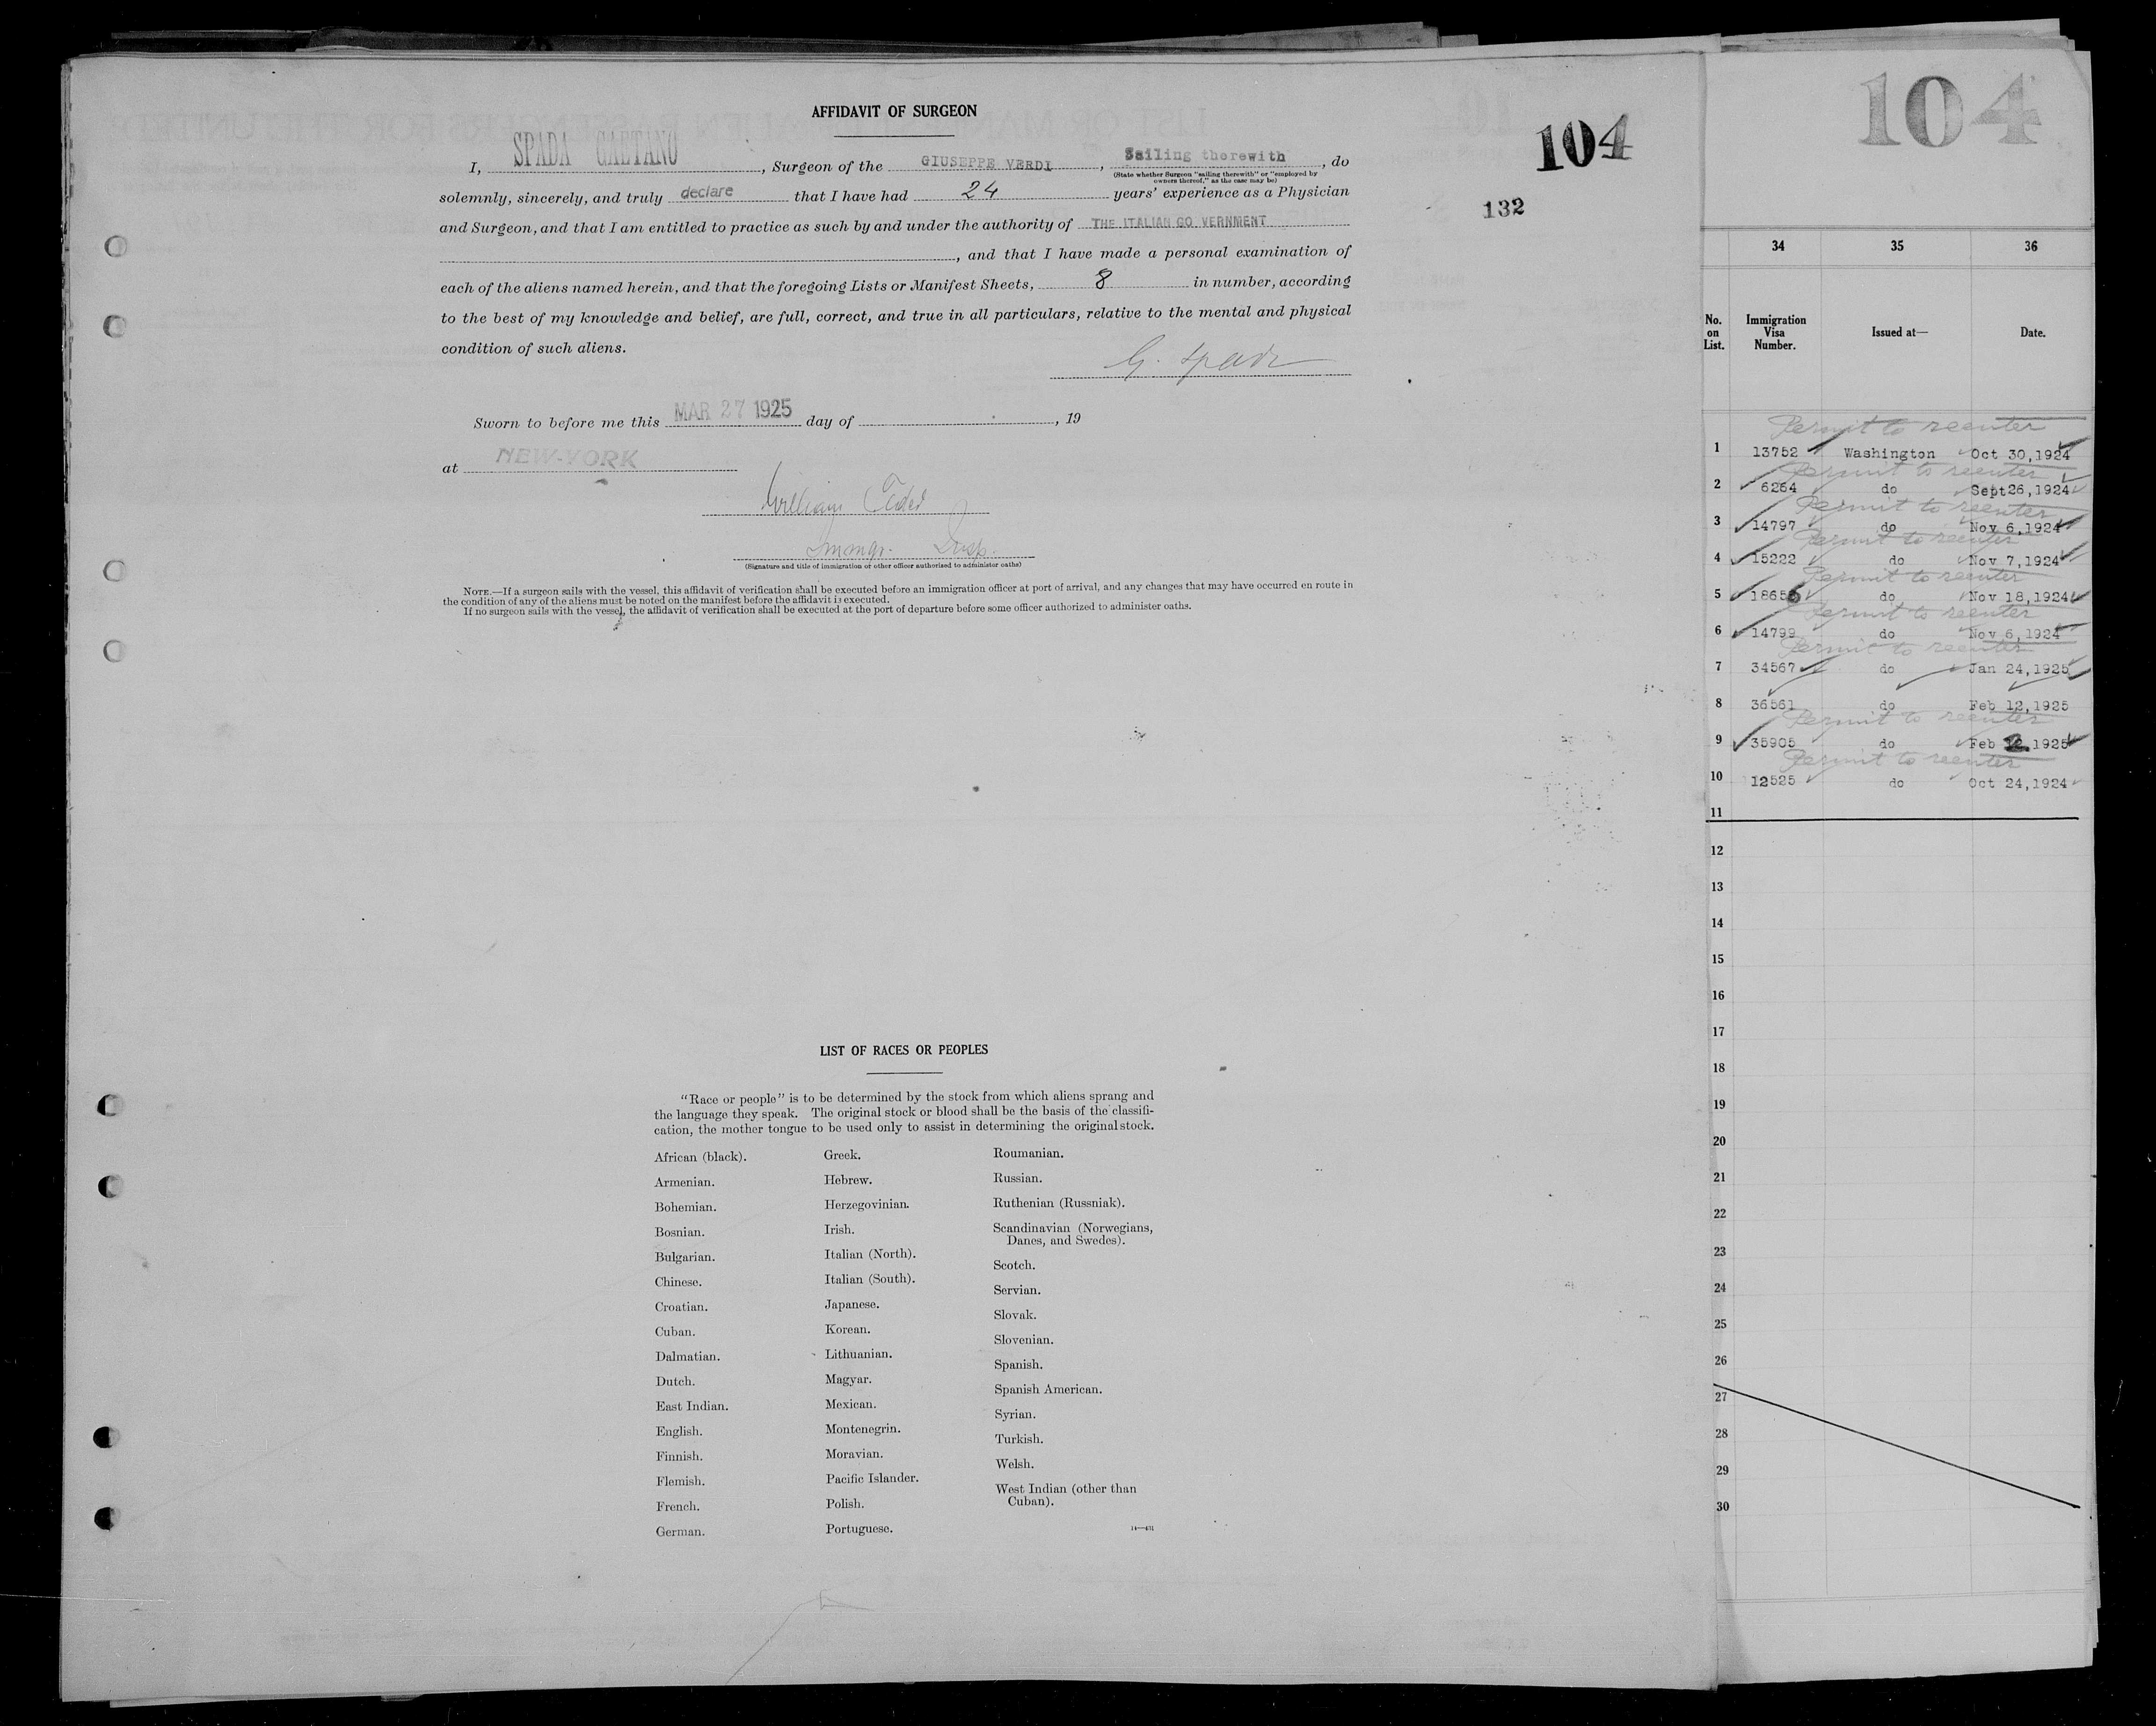 AFFIDAVIT OF SURGEON
104
I, SPADA GAETANO, Surgeon of the GIUSEPPE VERDI, Sailing therewith, do
(State whether Surgeon "sailing therewith" or "employed by
owners thereof," as the case may be)
solemnly, sincerely, and truly declare that I have had 24 years' experience as a Physician
132
and Surgeon, and that I am entitled to practice as such by and under the authority of THE ITALIAN GO VERNMENT
, and that I have made a personal examination of
each of the aliens named herein, and that the foregoing Lists or Manifest Sheets, 8 in number, according
to the best of my knowledge and belief, are full, correct, and true in all particulars, relative to the mental and physical
condition of such aliens.
G. Spada
Sworn to before me this MAR 27 1925 day of , 19
at NEW-YORK
William
Immgr. Insp.
(Signature and title of immigration or other officer authorized to administer oaths)
NOTE.—If a surgeon sails with the vessel, this affidavit of verification shall be executed before an immigration officer at port of arrival, and any changes that may have occurred en route in
the condition of any of the aliens must be noted on the manifest before the affidavit is executed.
If no surgeon sails with the vessel, the affidavit of verification shall be executed at the port of departure before some officer authorized to administer oaths.
LIST OF RACES OR PEOPLES
"Race or people" is to be determined by the stock from which aliens sprang and
the language they speak. The original stock or blood shall be the basis of the classifi-
cation, the mother tongue to be used only to assist in determining the original stock.
African (black).
Armenian.
Bohemian.
Bosnian.
Bulgarian.
Chinese.
Croatian.
Cuban.
Dalmatian.
Dutch.
East Indian.
English.
Finnish.
Flemish.
French.
German.
Greek.
Hebrew.
Herzegovinian.
Irish.
Italian (North).
Italian (South).
Japanese.
Korean.
Lithuanian.
Magyar.
Mexican.
Montenegrin.
Moravian.
Pacific Islander.
Polish.
Portuguese.
Roumanian.
Russian.
Ruthenian (Russniak).
Scandinavian (Norwegians,
Danes, and Swedes).
Scotch.
Servian.
Slovak.
Slovenian.
Spanish.
Spanish American.
Syrian.
Turkish.
Welsh.
West Indian (other than
Cuban).
104
34 35 36
No. on List. Immigration Visa Number. Issued at— Date.
Permit to reenter
1 13752 Washington Oct 30,1924
Permit to reenter
2 6254 do Sept26,1924
Permit to reenter
3 14797 do Nov 6,1924
Permit to reenter
4 15222 do Nov 7,1924
Permit to reenter
5 do Nov 18,1924
Permit to reenter
6 14799 do Nov 6,1924
Permit to reenter
7 34567 do Jan 24,1925
8 36561 do Feb 12,1925
Permit to reenter
9 35905 do Feb 2,1925
Permit to reenter
10 12525 do Oct 24,1924
11
12
13
14
15
16
17
18
19
20
21
22
23
24
25
26
27
28
29
30